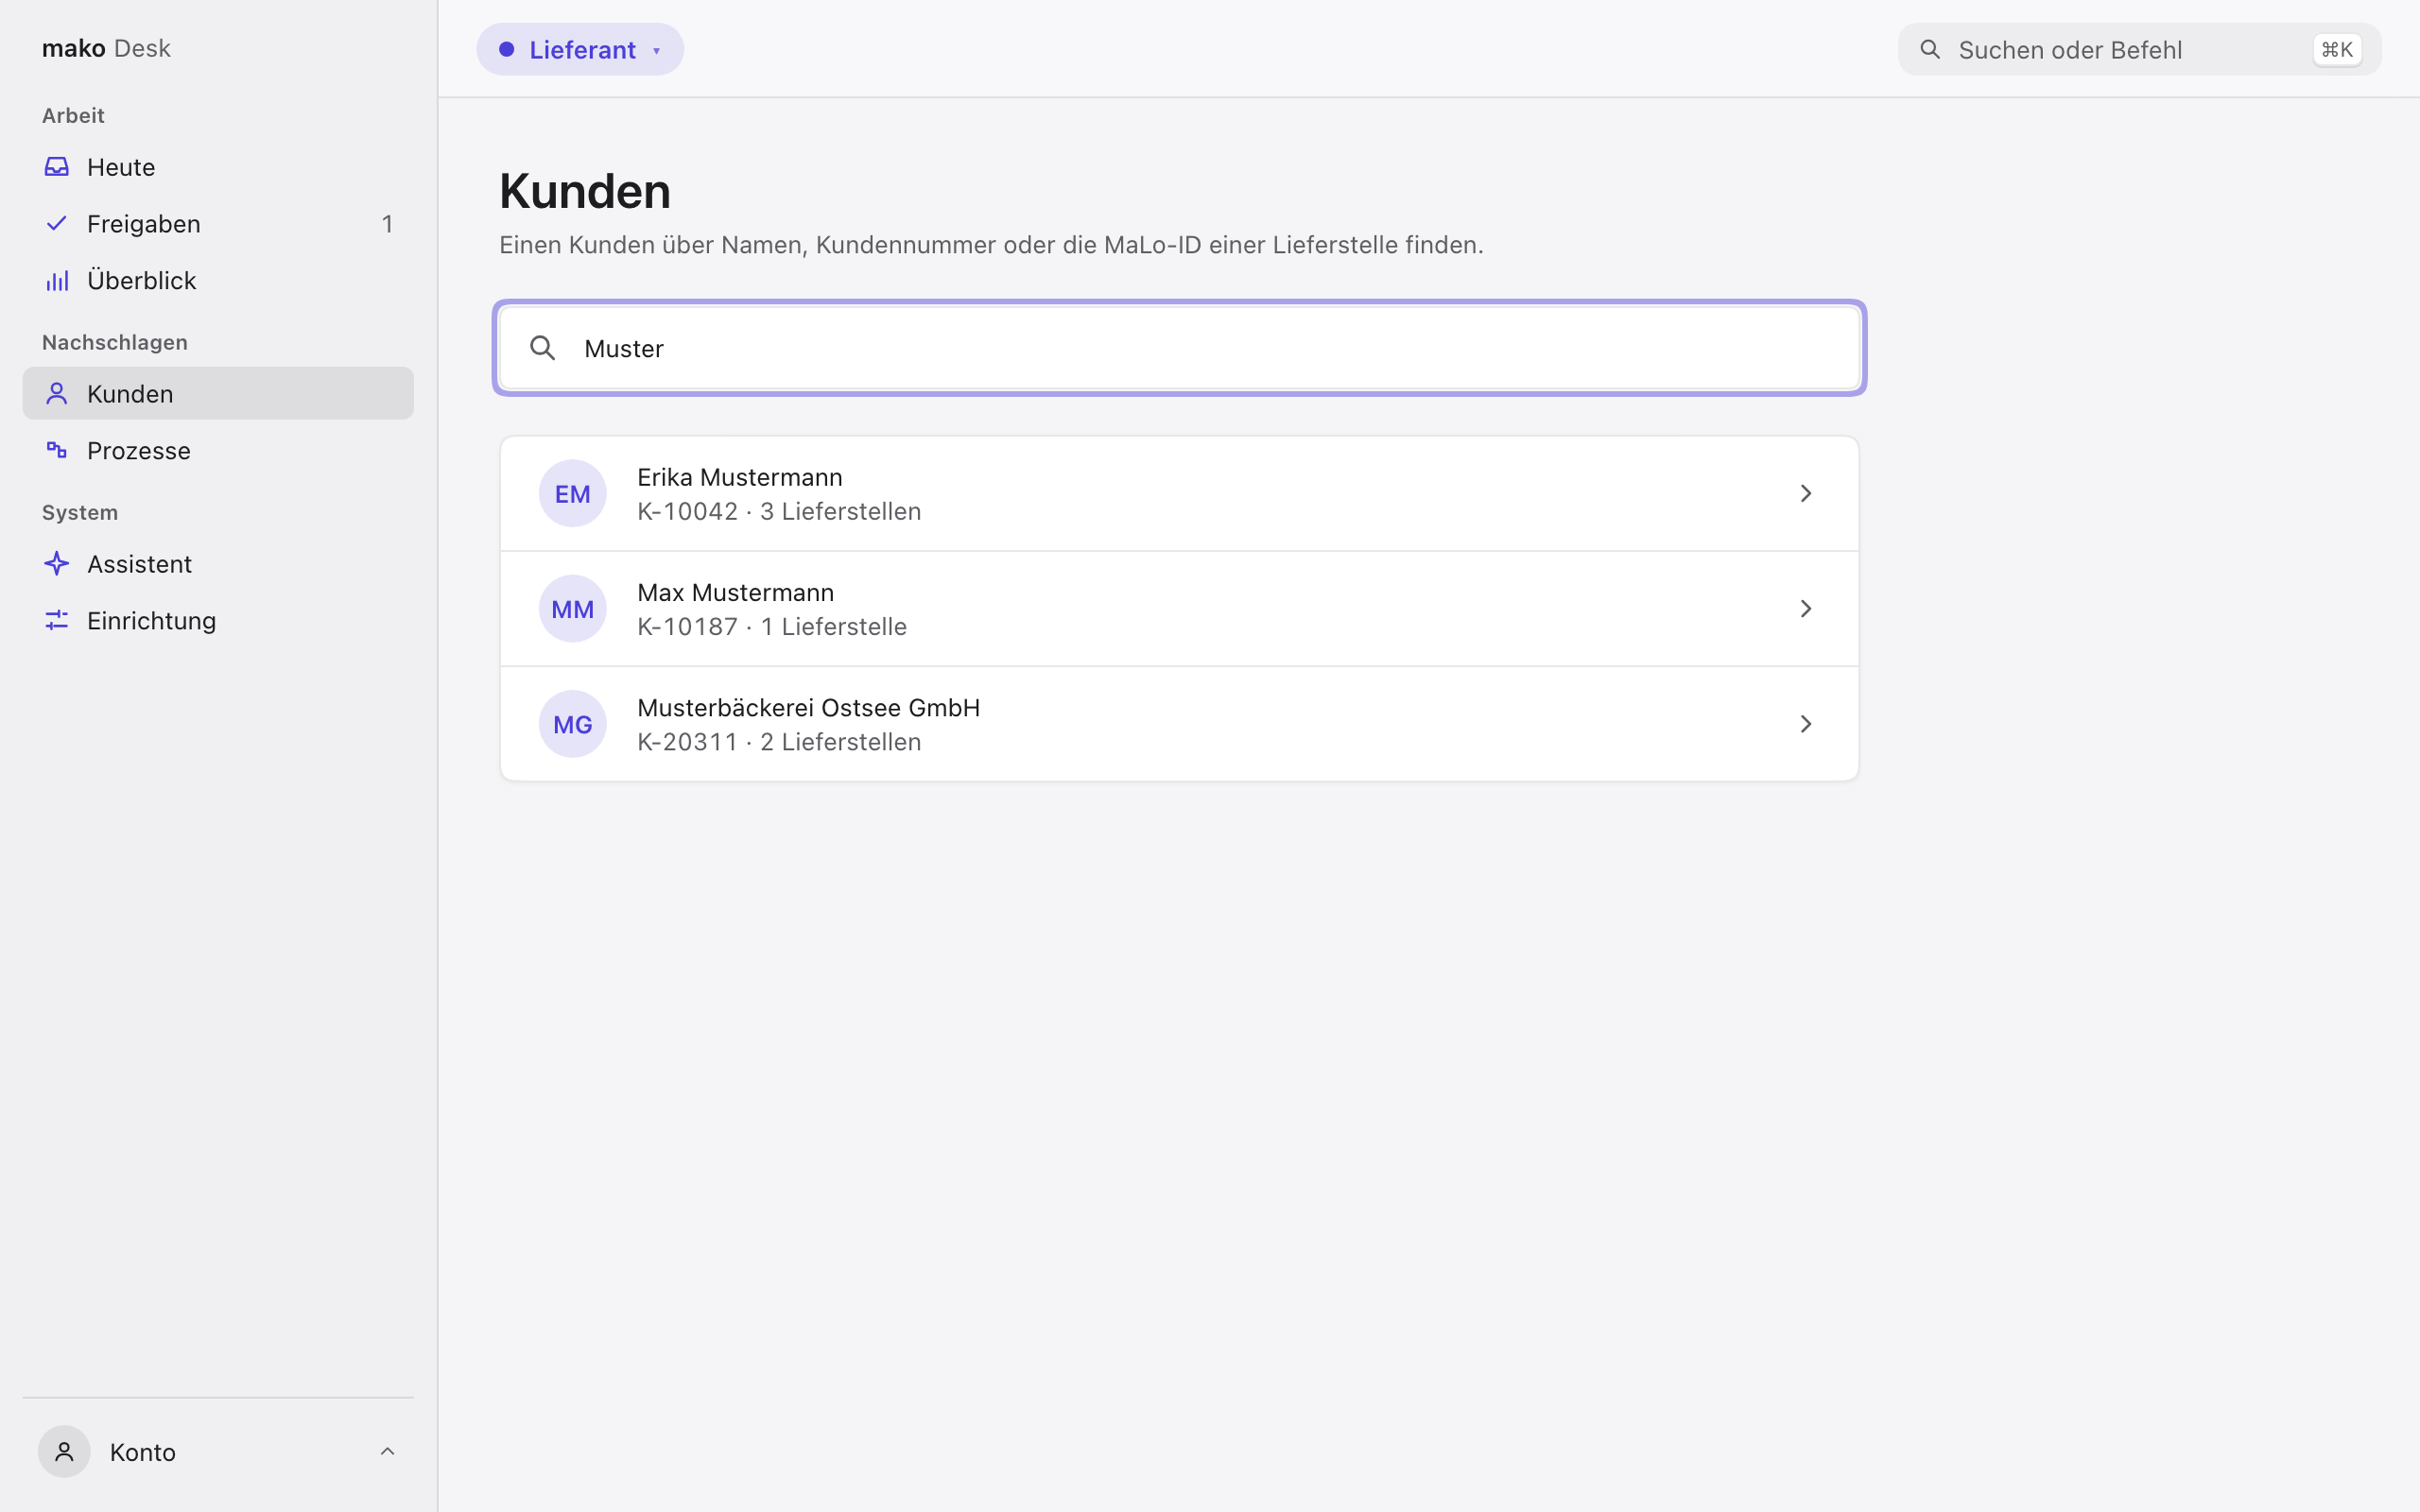 mako Desk
Arbeit
Heute
Freigaben 1
Überblick
Nachschlagen
Kunden
Prozesse
System
Assistent
Einrichtung
Konto
Lieferant
Suchen oder Befehl ⌘K
Kunden
Einen Kunden über Namen, Kundennummer oder die MaLo-ID einer Lieferstelle finden.
Muster
EM
Erika Mustermann
K-10042 · 3 Lieferstellen
MM
Max Mustermann
K-10187 · 1 Lieferstelle
MG
Musterbäckerei Ostsee GmbH
K-20311 · 2 Lieferstellen